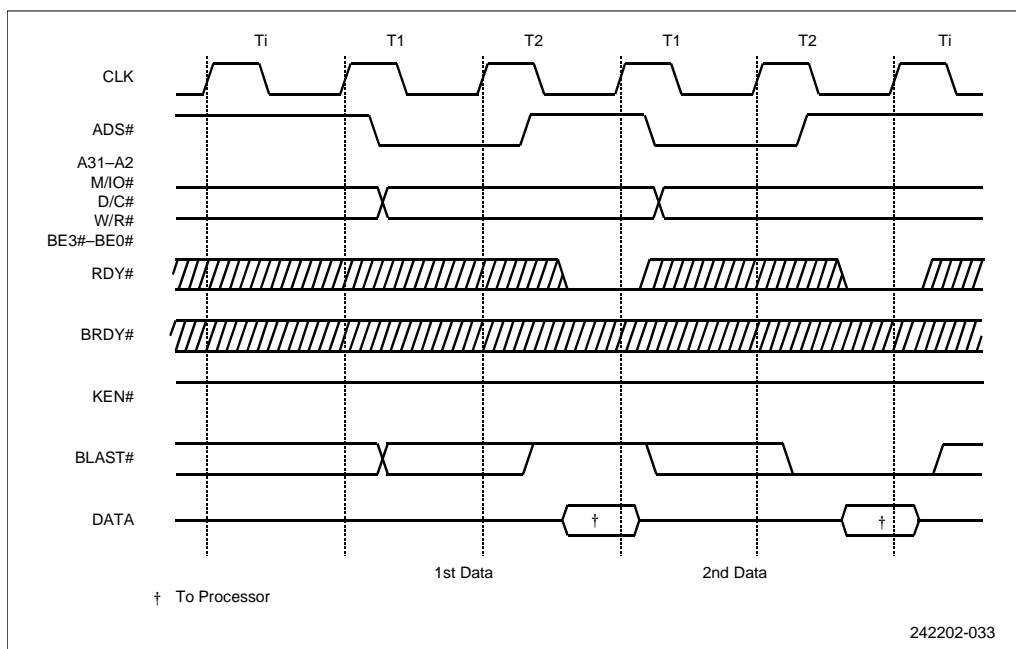 Ti T1 T2 T1 T2 Ti
CLK
ADS#
A31–A2
M/IO#
D/C#
W/R#
BE3#–BE0#
RDY#
BRDY#
KEN#
BLAST#
DATA † †
1st Data 2nd Data
† To Processor
242202-033